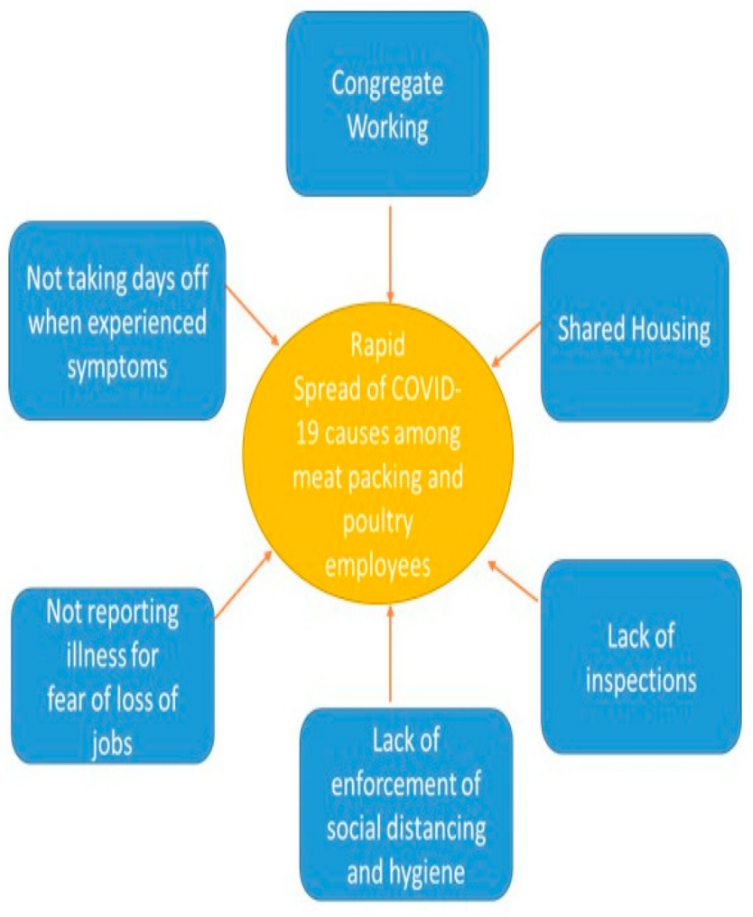 Congregate
Working
Not taking days off
when experienced
symptoms
Shared Housing
Rapid
Spread of COVID-
19 causes among
meat packing and
poultry
employees
Not reporting
illness for
fear of loss of
jobs
Lack of
inspections
Lack of
enforcement of
social distancing
and hygiene